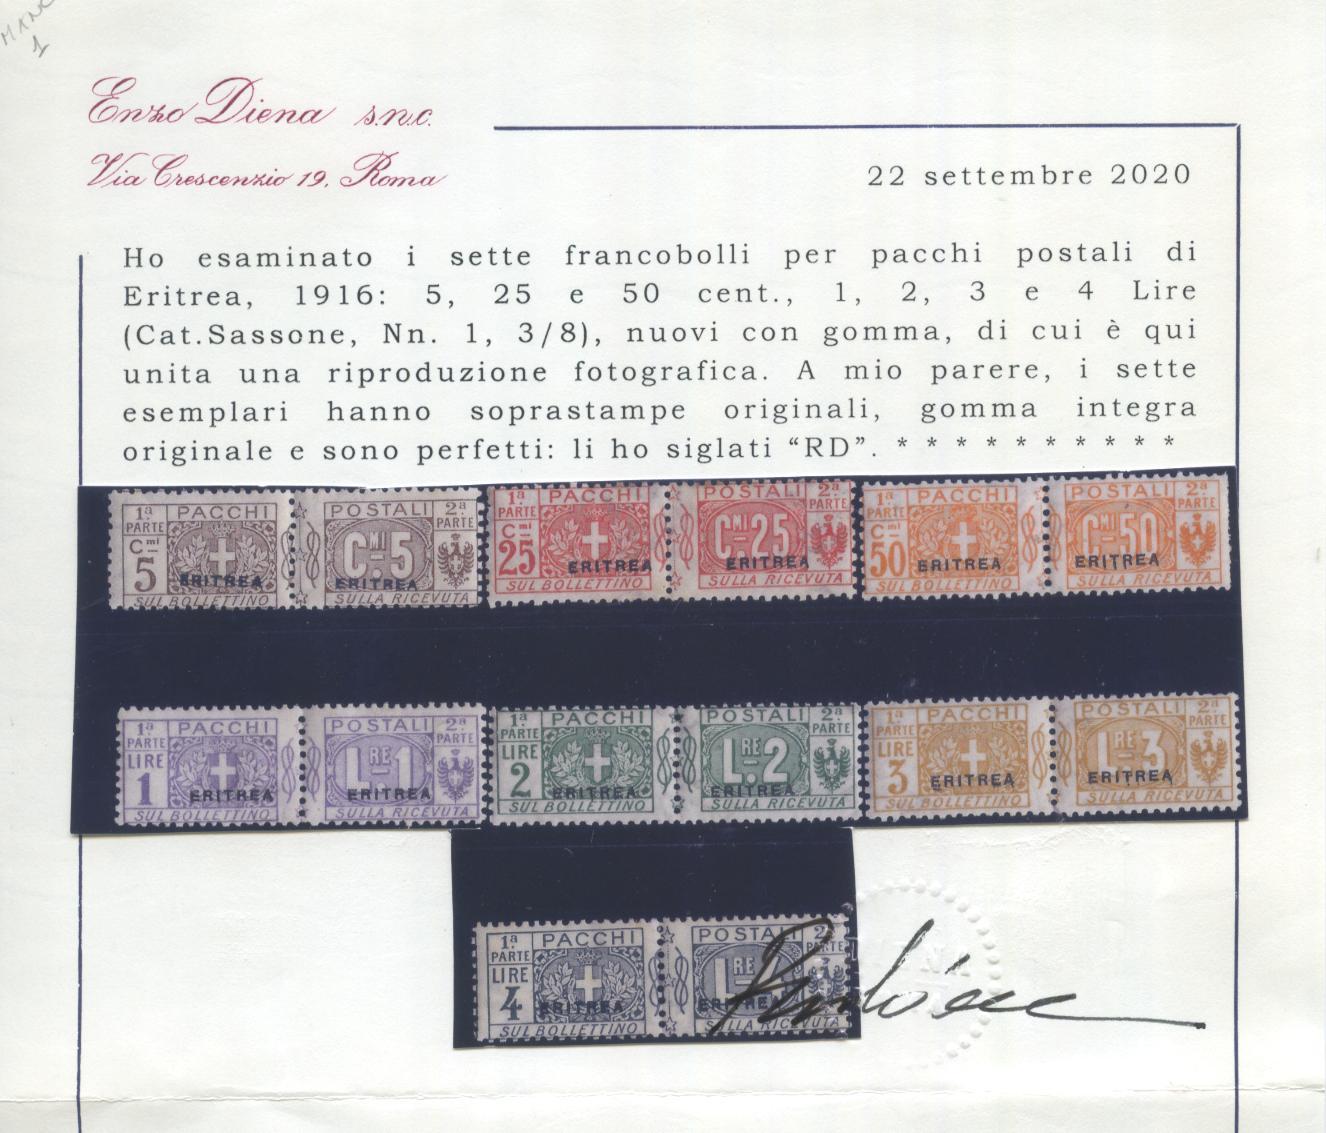 1
Enzo Diena s.n.c.
Via Crescenzio 19, Roma
22 settembre 2020
Ho esaminato i sette francobolli per pacchi postali di
Eritrea, 1916: 5, 25 e 50 cent., 1, 2, 3 e 4 Lire
(Cat.Sassone, Nn. 1, 3/8), nuovi con gomma, di cui è qui
unita una riproduzione fotografica. A mio parere, i sette
esemplari hanno soprastampe originali, gomma integra
originale e sono perfetti: li ho siglati “RD”. * * * * * * * * * *
1ª PARTE PACCHI POSTALI 2ª PARTE
Cmi 5 ERITREA Cmi 5 ERITREA
SUL BOLLETTINO SULLA RICEVUTA
1ª PARTE PACCHI POSTALI 2ª PARTE
Cmi 25 ERITREA Cmi 25 ERITREA
SUL BOLLETTINO SULLA RICEVUTA
1ª PARTE PACCHI POSTALI 2ª PARTE
Cmi 50 ERITREA Cmi 50 ERITREA
SUL BOLLETTINO SULLA RICEVUTA
1ª PARTE PACCHI POSTALI 2ª PARTE
LIRE 1 ERITREA LRE 1 ERITREA
SUL BOLLETTINO SULLA RICEVUTA
1ª PARTE PACCHI POSTALI 2ª PARTE
LIRE 2 ERITREA LRE 2 ERITREA
SUL BOLLETTINO SULLA RICEVUTA
1ª PARTE PACCHI POSTALI 2ª PARTE
LIRE 3 ERITREA LRE 3 ERITREA
SUL BOLLETTINO SULLA RICEVUTA
1ª PARTE PACCHI POSTALI 2ª
LIRE 4 ERITREA LRE ERITREA
SUL BOLLETTINO SULLA RICEVUTA